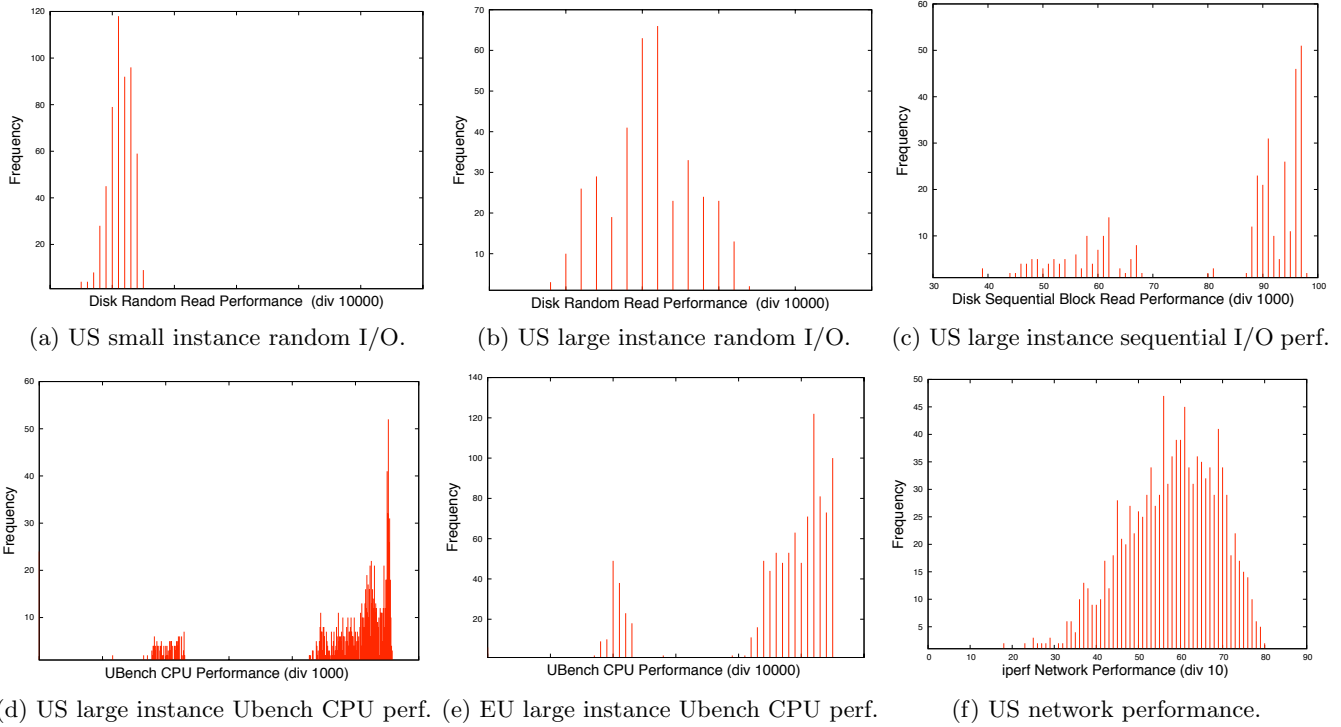 120
100
80
60
40
20
Frequency
Disk Random Read Performance (div 10000)
(a) US small instance random I/O.
70
60
50
40
30
20
10
Frequency
Disk Random Read Performance (div 10000)
(b) US large instance random I/O.
60
50
40
30
20
10
Frequency
30 40 50 60 70 80 90 100
Disk Sequential Block Read Performance (div 1000)
(c) US large instance sequential I/O perf.
60
50
40
30
20
10
Frequency
UBench CPU Performance (div 1000)
(d) US large instance Ubench CPU perf.
140
120
100
80
60
40
20
Frequency
UBench CPU Performance (div 10000)
(e) EU large instance Ubench CPU perf.
50
45
40
35
30
25
20
15
10
5
Frequency
0 10 20 30 40 50 60 70 80 90
iperf Network Performance (div 10)
(f) US network performance.